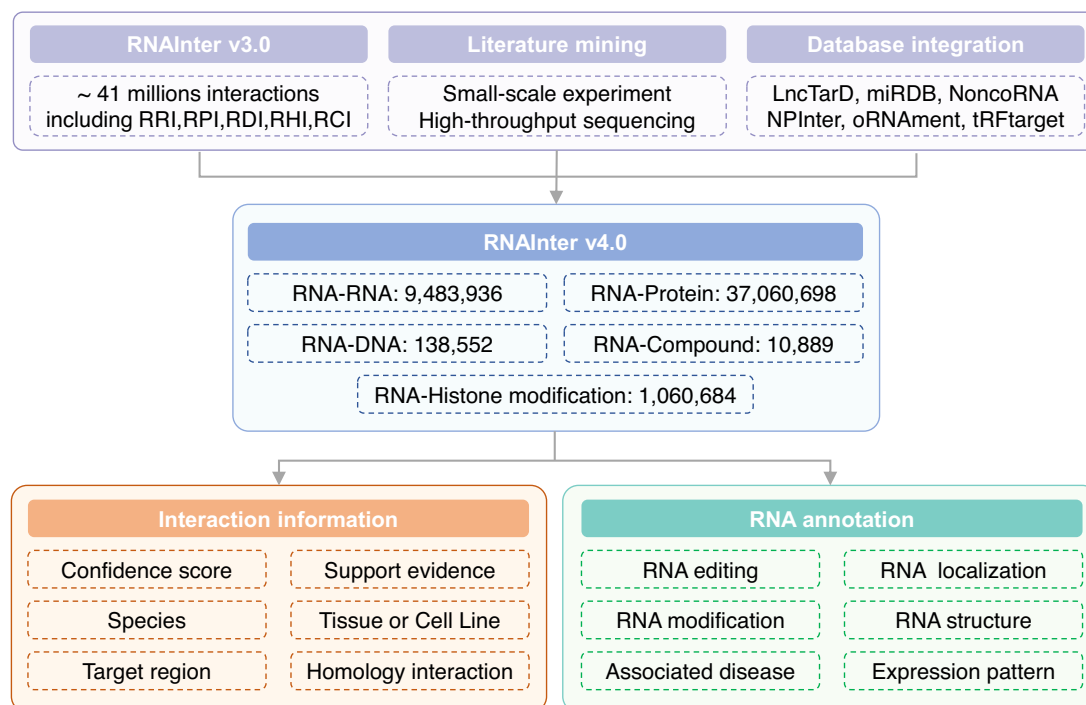 RNAInter v3.0
~ 41 millions interactions
including RRI,RPI,RDI,RHI,RCI
Literature mining
Small-scale experiment
High-throughput sequencing
Database integration
LncTarD, miRDB, NoncoRNA
NPInter, oRNAment, tRFtarget
RNAInter v4.0
RNA-RNA: 9,483,936
RNA-Protein: 37,060,698
RNA-DNA: 138,552
RNA-Compound: 10,889
RNA-Histone modification: 1,060,684
Interaction information
Confidence score
Support evidence
Species
Tissue or Cell Line
Target region
Homology interaction
RNA annotation
RNA editing
RNA localization
RNA modification
RNA structure
Associated disease
Expression pattern